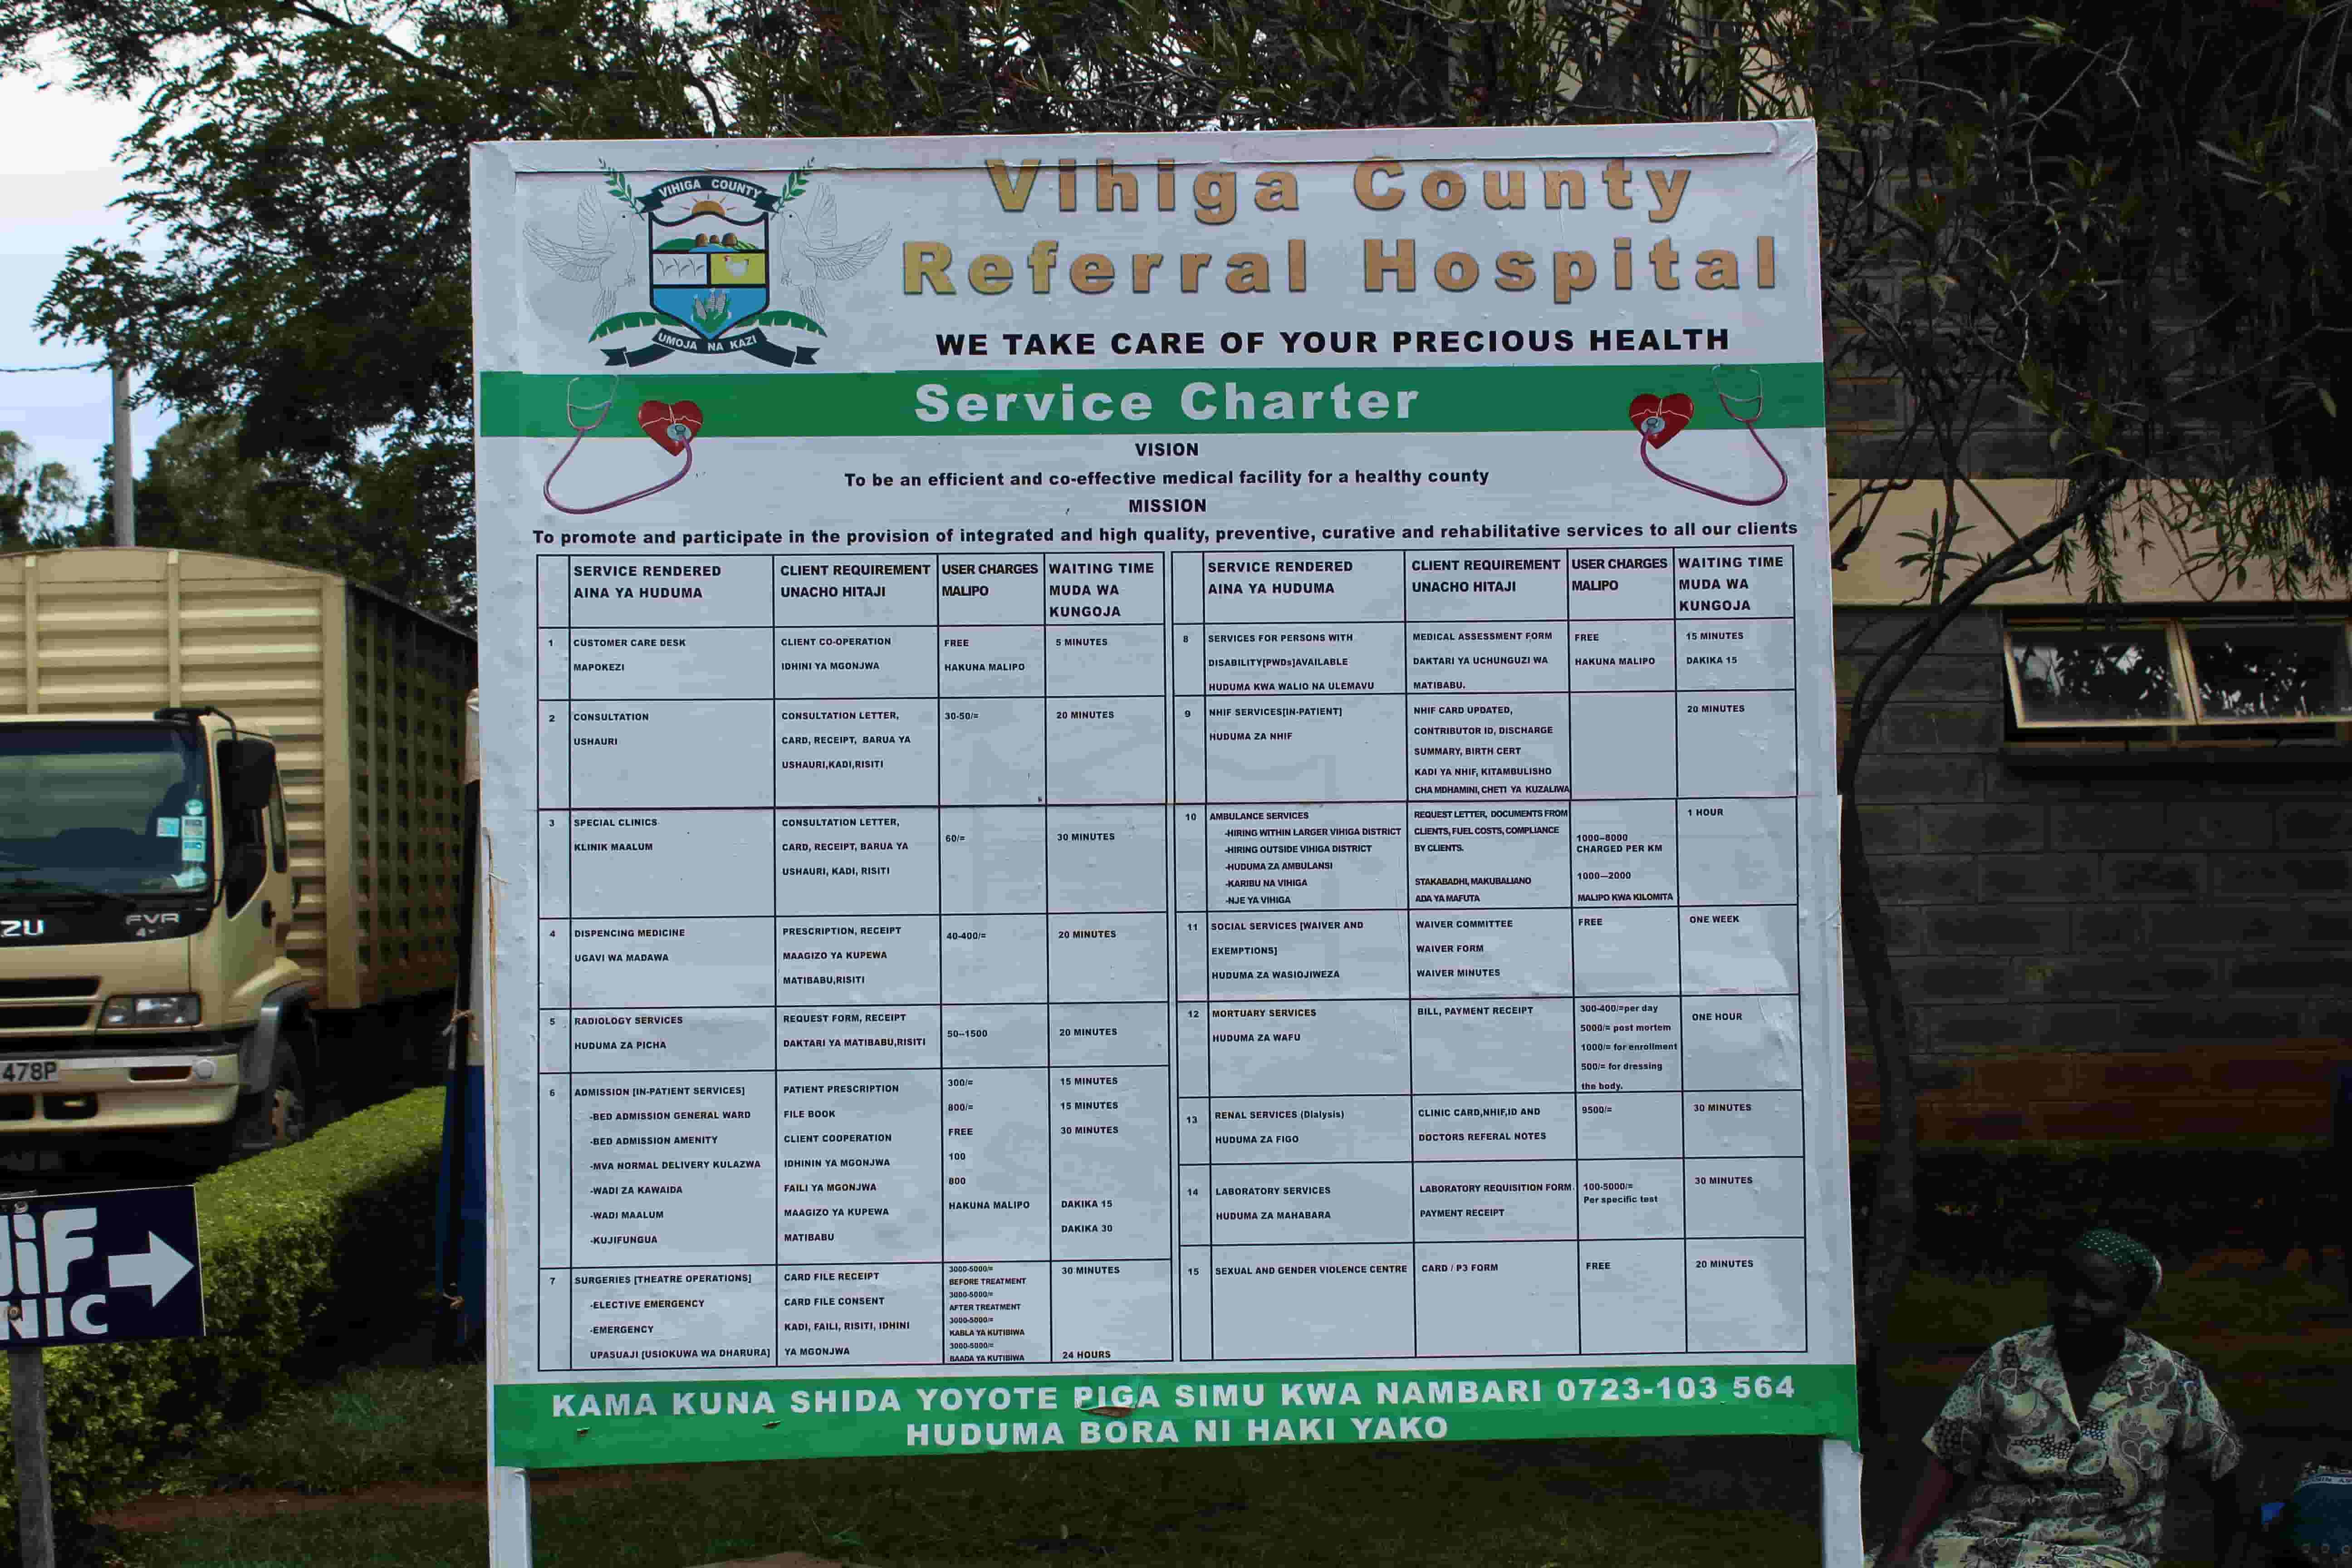 VIHIGA COUNTY
UMOJA NA KAZI
Vihiga County
Referral Hospital
WE TAKE CARE OF YOUR PRECIOUS HEALTH
Service Charter
VISION
To be an efficient and co-effective medical facility for a healthy county
MISSION
To promote and participate in the provision of integrated and high quality, preventive, curative and rehabilitative services to all our clients
SERVICE RENDERED
AINA YA HUDUMA
CLIENT REQUIREMENT
UNACHO HITAJI
USER CHARGES
MALIPO
WAITING TIME
MUDA WA
KUNGOJA
1
CUSTOMER CARE DESK
MAPOKEZI
CLIENT CO-OPERATION
IDHINI YA MGONJWA
FREE
HAKUNA MALIPO
5 MINUTES
2
CONSULTATION
USHAURI
CONSULTATION LETTER,
CARD, RECEIPT, BARUA YA
USHAURI,KADI,RISITI
30-50/=
20 MINUTES
3
SPECIAL CLINICS
KLINIK MAALUM
CONSULTATION LETTER,
CARD, RECEIPT, BARUA YA
USHAURI, KADI, RISITI
60/=
30 MINUTES
4
DISPENCING MEDICINE
UGAVI WA MADAWA
PRESCRIPTION, RECEIPT
MAAGIZO YA KUPEWA
MATIBABU,RISITI
40-400/=
20 MINUTES
5
RADIOLOGY SERVICES
HUDUMA ZA PICHA
REQUEST FORM, RECEIPT
DAKTARI YA MATIBABU,RISITI
50--1500
20 MINUTES
6
ADMISSION [IN-PATIENT SERVICES]
-BED ADMISSION GENERAL WARD
-BED ADMISSION AMENITY
-MVA NORMAL DELIVERY KULAZWA
-WADI ZA KAWAIDA
-WADI MAALUM
-KUJIFUNGUA
PATIENT PRESCRIPTION
FILE BOOK
CLIENT COOPERATION
IDHININ YA MGONJWA
FAILI YA MGONJWA
MAAGIZO YA KUPEWA
MATIBABU
300/=
800/=
FREE
100
800
HAKUNA MALIPO
15 MINUTES
15 MINUTES
30 MINUTES
DAKIKA 15
DAKIKA 30
7
SURGERIES [THEATRE OPERATIONS]
-ELECTIVE EMERGENCY
-EMERGENCY
UPASUAJI [USIOKUWA WA DHARURA]
CARD FILE RECEIPT
CARD FILE CONSENT
KADI, FAILI, RISITI, IDHINI
YA MGONJWA
3000-5000/=
BEFORE TREATMENT
3000-5000/=
AFTER TREATMENT
3000-5000/=
KABLA YA KUTIBIWA
3000-5000/=
BAADA YA KUTIBIWA
30 MINUTES
24 HOURS
SERVICE RENDERED
AINA YA HUDUMA
CLIENT REQUIREMENT
UNACHO HITAJI
USER CHARGES
MALIPO
WAITING TIME
MUDA WA
KUNGOJA
8
SERVICES FOR PERSONS WITH
DISABILITY[PWDs]AVAILABLE
HUDUMA KWA WALIO NA ULEMAVU
MEDICAL ASSESSMENT FORM
DAKTARI YA UCHUNGUZI WA
MATIBABU.
FREE
HAKUNA MALIPO
15 MINUTES
DAKIKA 15
9
NHIF SERVICES[IN-PATIENT]
HUDUMA ZA NHIF
NHIF CARD UPDATED,
CONTRIBUTOR ID, DISCHARGE
SUMMARY, BIRTH CERT
KADI YA NHIF, KITAMBULISHO
CHA MDHAMINI, CHETI YA KUZALIWA
20 MINUTES
10
AMBULANCE SERVICES
-HIRING WITHIN LARGER VIHIGA DISTRICT
-HIRING OUTSIDE VIHIGA DISTRICT
-HUDUMA ZA AMBULANSI
-KARIBU NA VIHIGA
-NJE YA VIHIGA
REQUEST LETTER, DOCUMENTS FROM
CLIENTS, FUEL COSTS, COMPLIANCE
BY CLIENTS.
STAKABADHI, MAKUBALIANO
ADA YA MAFUTA
1000--8000
CHARGED PER KM
1000---2000
MALIPO KWA KILOMITA
1 HOUR
11
SOCIAL SERVICES [WAIVER AND
EXEMPTIONS]
HUDUMA ZA WASIOJIWEZA
WAIVER COMMITTEE
WAIVER FORM
WAIVER MINUTES
FREE
ONE WEEK
12
MORTUARY SERVICES
HUDUMA ZA WAFU
BILL, PAYMENT RECEIPT
300-400/=per day
5000/= post mortem
1000/= for enrollment
500/= for dressing
the body.
ONE HOUR
13
RENAL SERVICES (Dialysis)
HUDUMA ZA FIGO
CLINIC CARD,NHIF,ID AND
DOCTORS REFERAL NOTES
9500/=
30 MINUTES
14
LABORATORY SERVICES
HUDUMA ZA MAHABARA
LABORATORY REQUISITION FORM.
PAYMENT RECEIPT
100-5000/=
Per specific test
30 MINUTES
15
SEXUAL AND GENDER VIOLENCE CENTRE
CARD / P3 FORM
FREE
20 MINUTES
KAMA KUNA SHIDA YOYOTE PIGA SIMU KWA NAMBARI 0723-103 564
HUDUMA BORA NI HAKI YAKO
ZU
FVR
478P
NIC